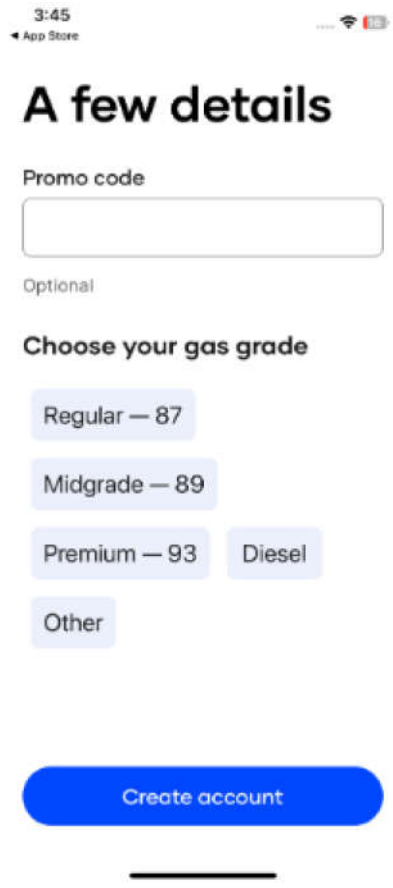 3:45
◀ App Store
A few details
Promo code
Optional
Choose your gas grade
Regular — 87
Midgrade — 89
Premium — 93 Diesel
Other
Create account